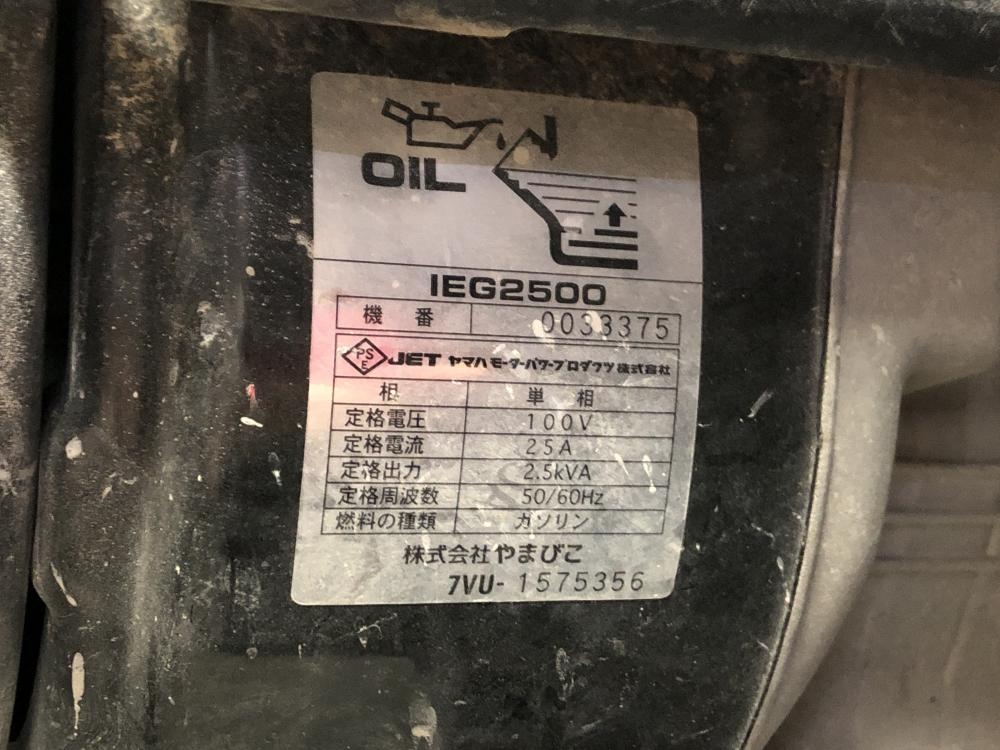 OIL
IEG2500
機番 0033375
PSE JET ヤマハモーターパワープロダクツ株式会社
相 単相
定格電圧 100V
定格電流 25A
定格出力 2.5kVA
定格周波数 50/60Hz
燃料の種類 ガソリン
株式会社やまびこ
7VU-1575356